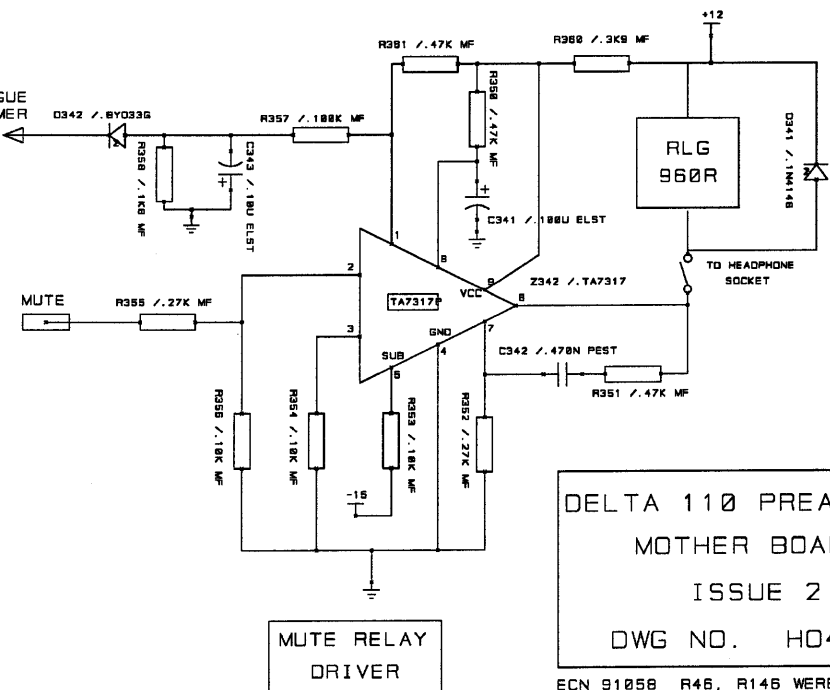 +12
R381 /.47K MF
R360 /.3K9 MF
GUE
MER
D342 /.BYD33G
R357 /.100K MF
R350 /.47K MF
RLG
960R
D341 /.1N4148
R358 /.1K8 MF
C343 /.10U ELST
C341 /.100U ELST
1
8
2
9
VCC
Z342 /.TA7317
6
TO HEADPHONE
SOCKET
MUTE
R355 /.27K MF
TA7317P
3
GND
4
7
SUB
5
C342 /.470N PEST
R351 /.47K MF
R356 /.10K MF
R354 /.10K MF
R353 /.10K MF
R352 /.27K MF
-15
DELTA 110 PREA
MOTHER BOA
ISSUE 2
DWG NO. H04
MUTE RELAY
DRIVER
ECN 91058 R46, R146 WERE